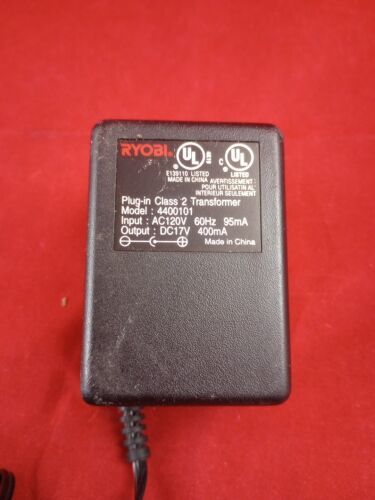 RYOBI®
UL
C UL
E139110 LISTED
LISTED
MADE IN CHINA
AVERTISSEMENT:
POUR UTILISATIN AL
INTERIEUR SEULEMENT
Plug-in Class 2 Transformer
Model : 4400101
Input : AC120V 60Hz 95mA
Output : DC17V 400mA
Made in China